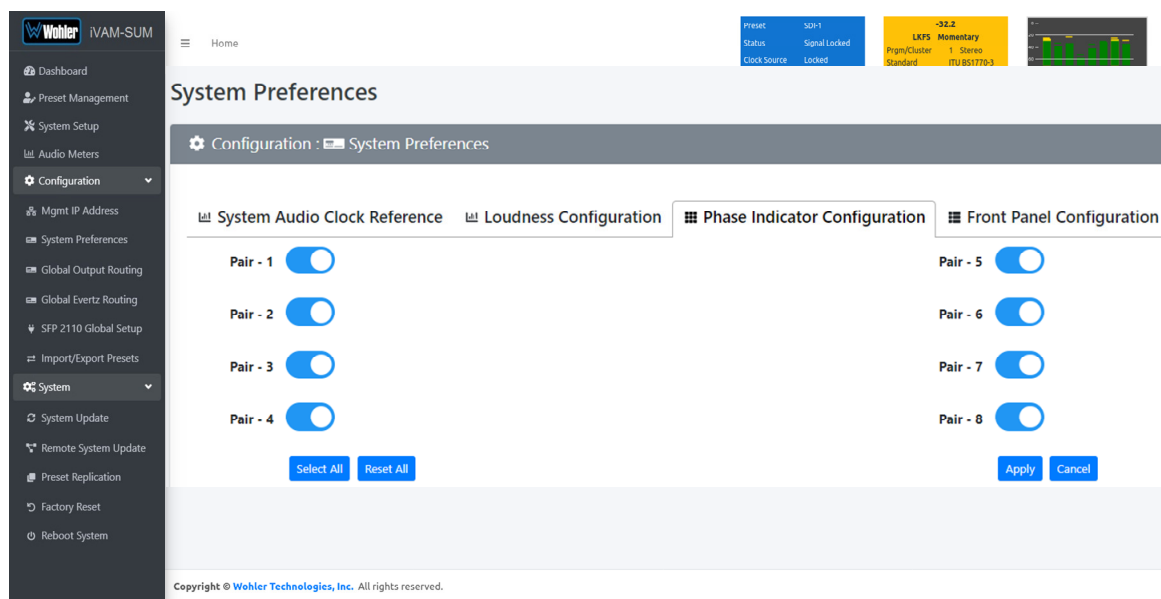 Wohler iVAM-SUM
Dashboard
Preset Management
System Setup
Audio Meters
Configuration
Mgmt IP Address
System Preferences
Global Output Routing
Global Evertz Routing
SFP 2110 Global Setup
Import/Export Presets
System
System Update
Remote System Update
Preset Replication
Factory Reset
Reboot System
Home
Preset SDI-1
Status Signal Locked
Clock Source Locked
-32.2
LKFS Momentary
Prgm/Cluster 1 Stereo
Standard ITU BS1770-3
System Preferences
Configuration : System Preferences
System Audio Clock Reference Loudness Configuration Phase Indicator Configuration Front Panel Configuration
Pair - 1 Pair - 5
Pair - 2 Pair - 6
Pair - 3 Pair - 7
Pair - 4 Pair - 8
Select All Reset All Apply Cancel
Copyright © Wohler Technologies, Inc. All rights reserved.